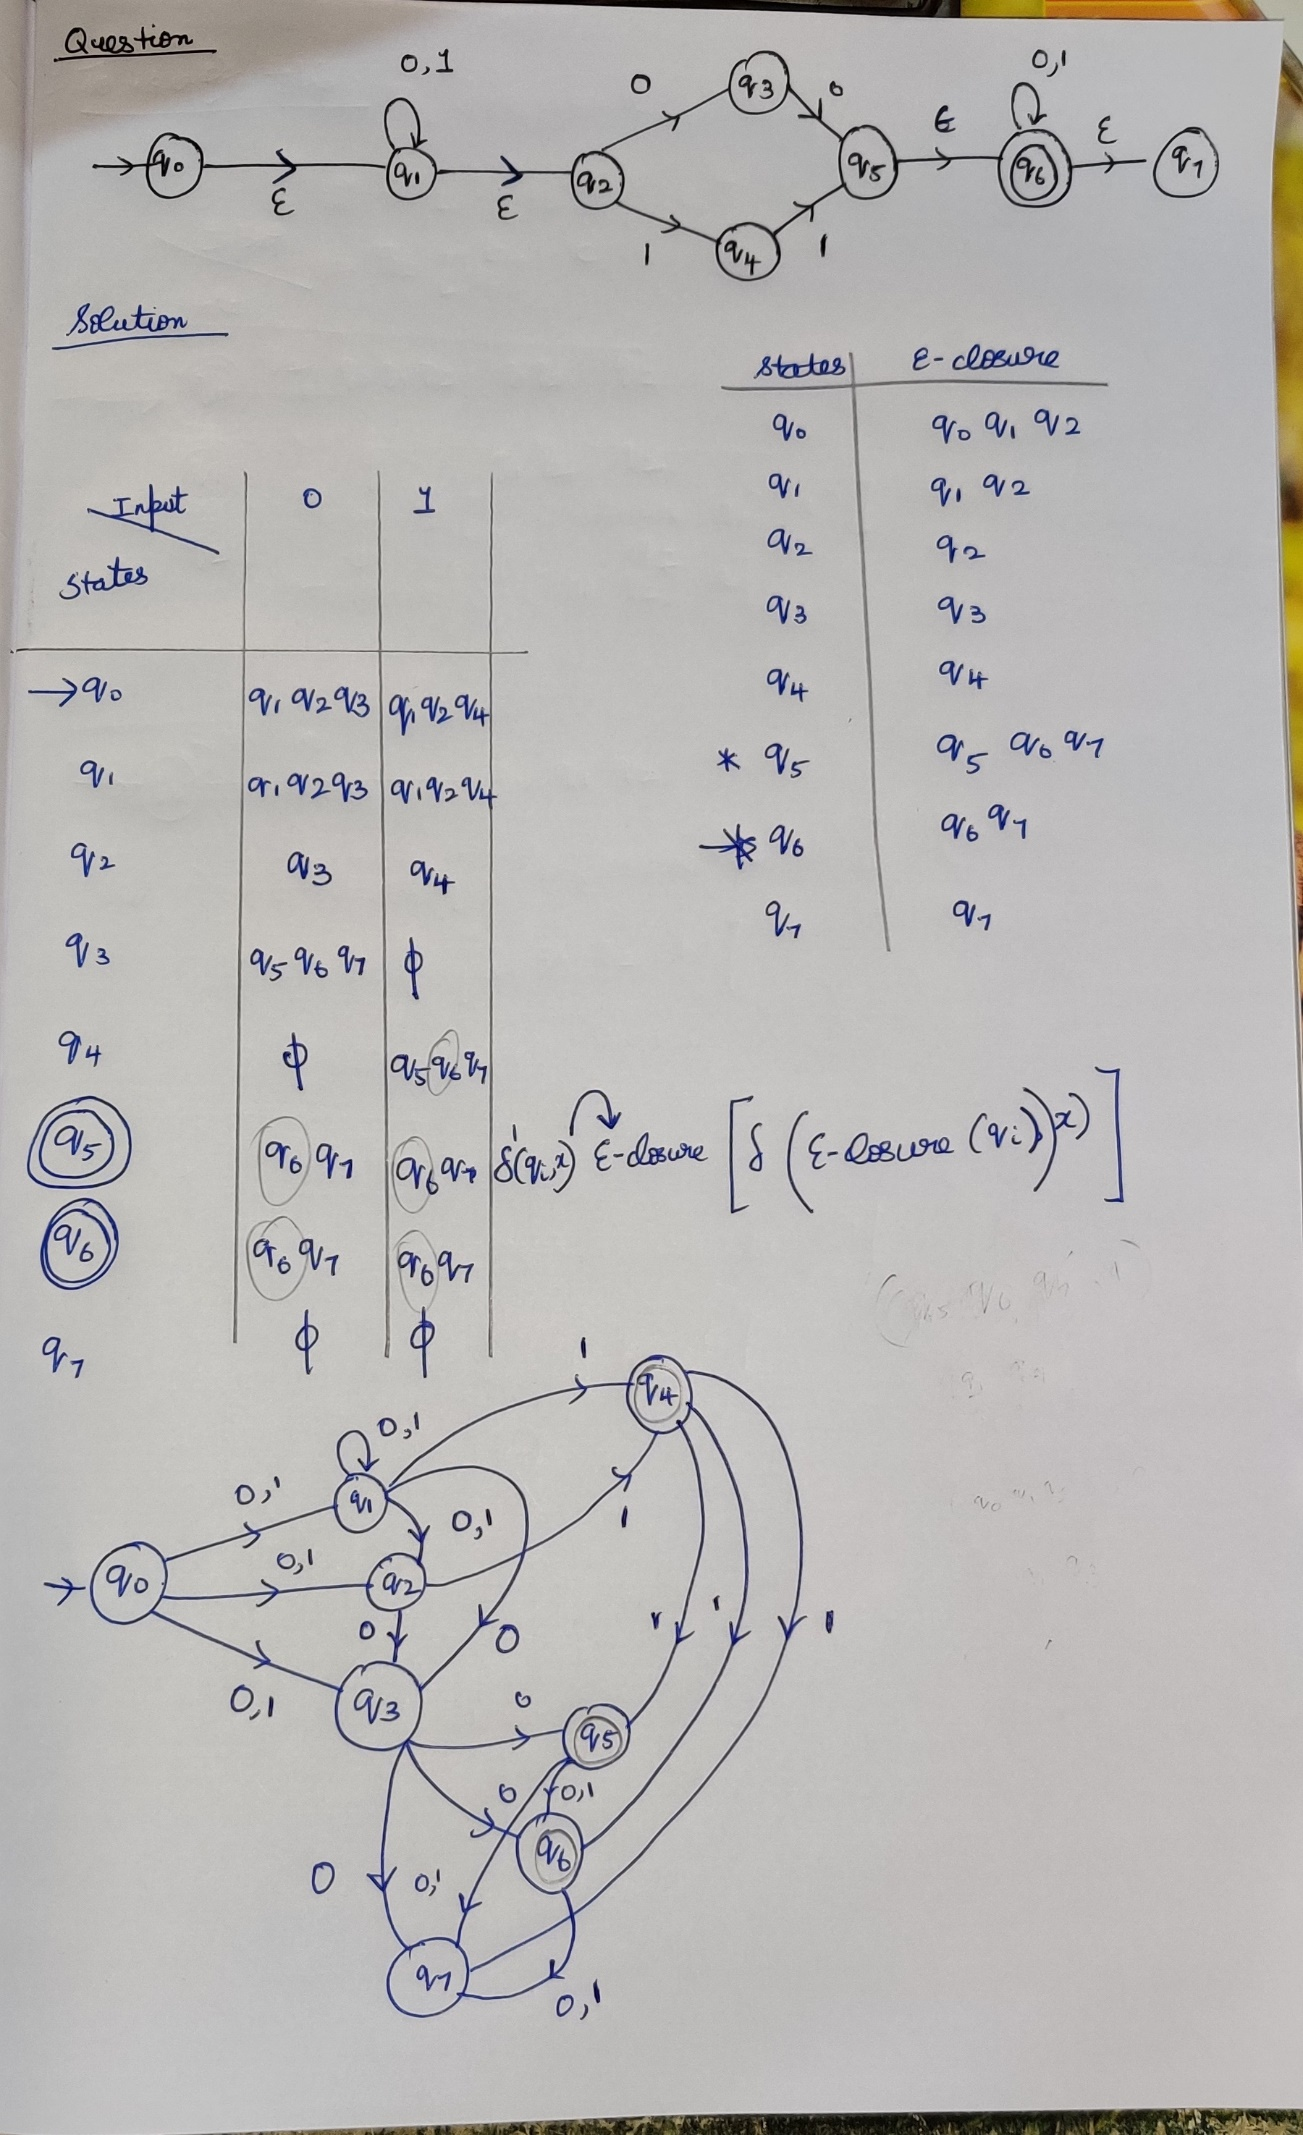 Question
0,1 0 q3 0 0,1
q0 ε q1 ε q2 q5 ϵ q6 ε q7
1 q4 1
Solution
States ε-closure
q0 q0 q1 q2
q1 q1 q2
q2 q2
q3 q3
q4 q4
* q5 q5 q6 q7
* q6 q6 q7
q7 q7
Input 0 1
States
→q0 q1 q2 q3 q1 q2 q4
q1 q1 q2 q3 q1 q2 q4
q2 q3 q4
q3 q5 q6 q7 ϕ
q4 ϕ q5 q6 q7
q5 q6 q7 q6 q7
q6 q6 q7 q6 q7
q7 ϕ ϕ
δ'(qi,x) ε-closure [δ (ε-closure (qi)) x)]
1 q4
0,1
0,1 q1
0,1 0,1 1
q0 q2
0 0 1 1 1
0,1 q3 0 q5
0 0,1
q6
0 0,1
q7 0,1